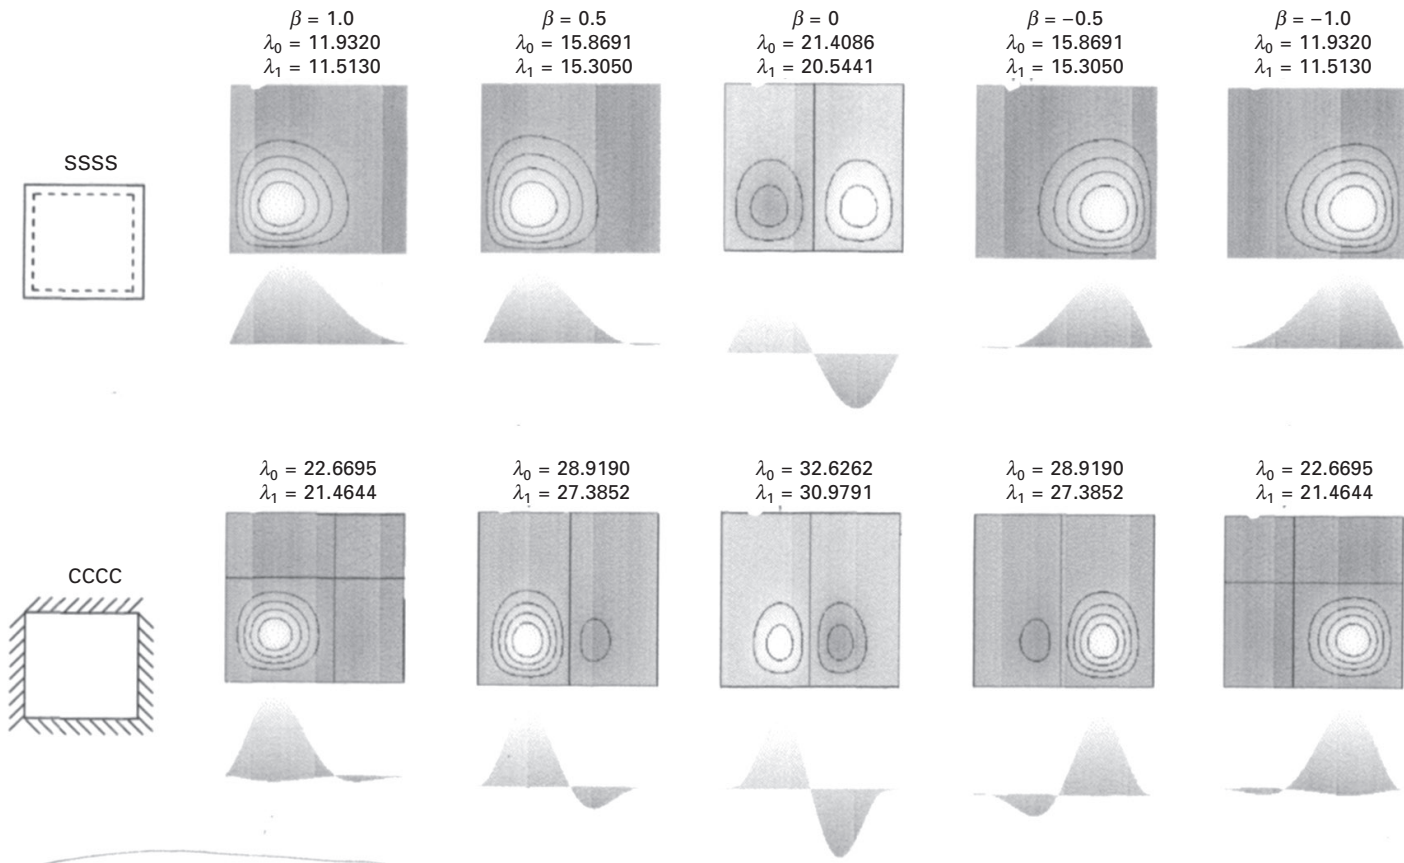 β = 1.0 β = 0.5 β = 0 β = −0.5 β = −1.0
λ₀ = 11.9320 λ₀ = 15.8691 λ₀ = 21.4086 λ₀ = 15.8691 λ₀ = 11.9320
λ₁ = 11.5130 λ₁ = 15.3050 λ₁ = 20.5441 λ₁ = 15.3050 λ₁ = 11.5130
SSSS
λ₀ = 22.6695 λ₀ = 28.9190 λ₀ = 32.6262 λ₀ = 28.9190 λ₀ = 22.6695
λ₁ = 21.4644 λ₁ = 27.3852 λ₁ = 30.9791 λ₁ = 27.3852 λ₁ = 21.4644
CCCC